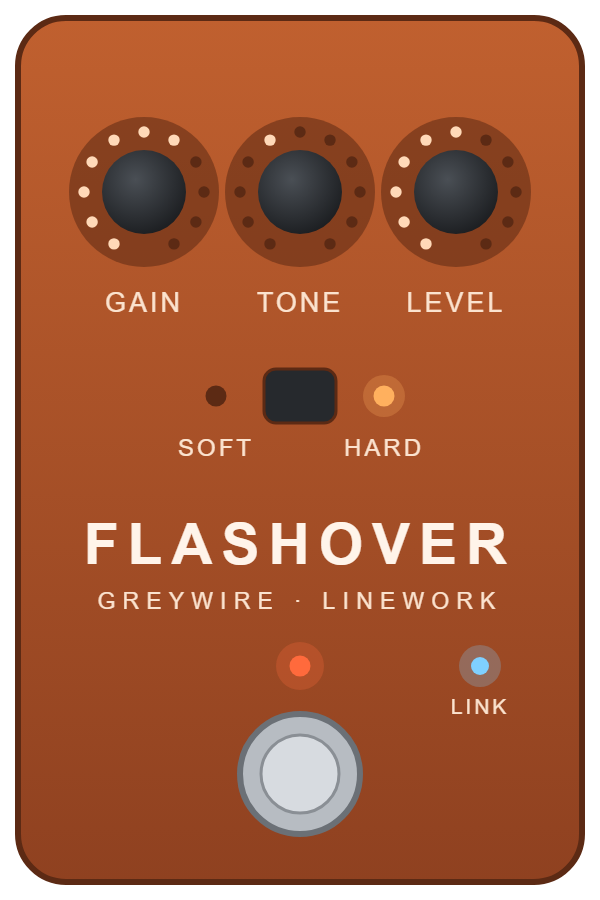 GAIN TONE LEVEL
SOFT HARD
FLASHOVER
GREYWIRE · LINEWORK
LINK